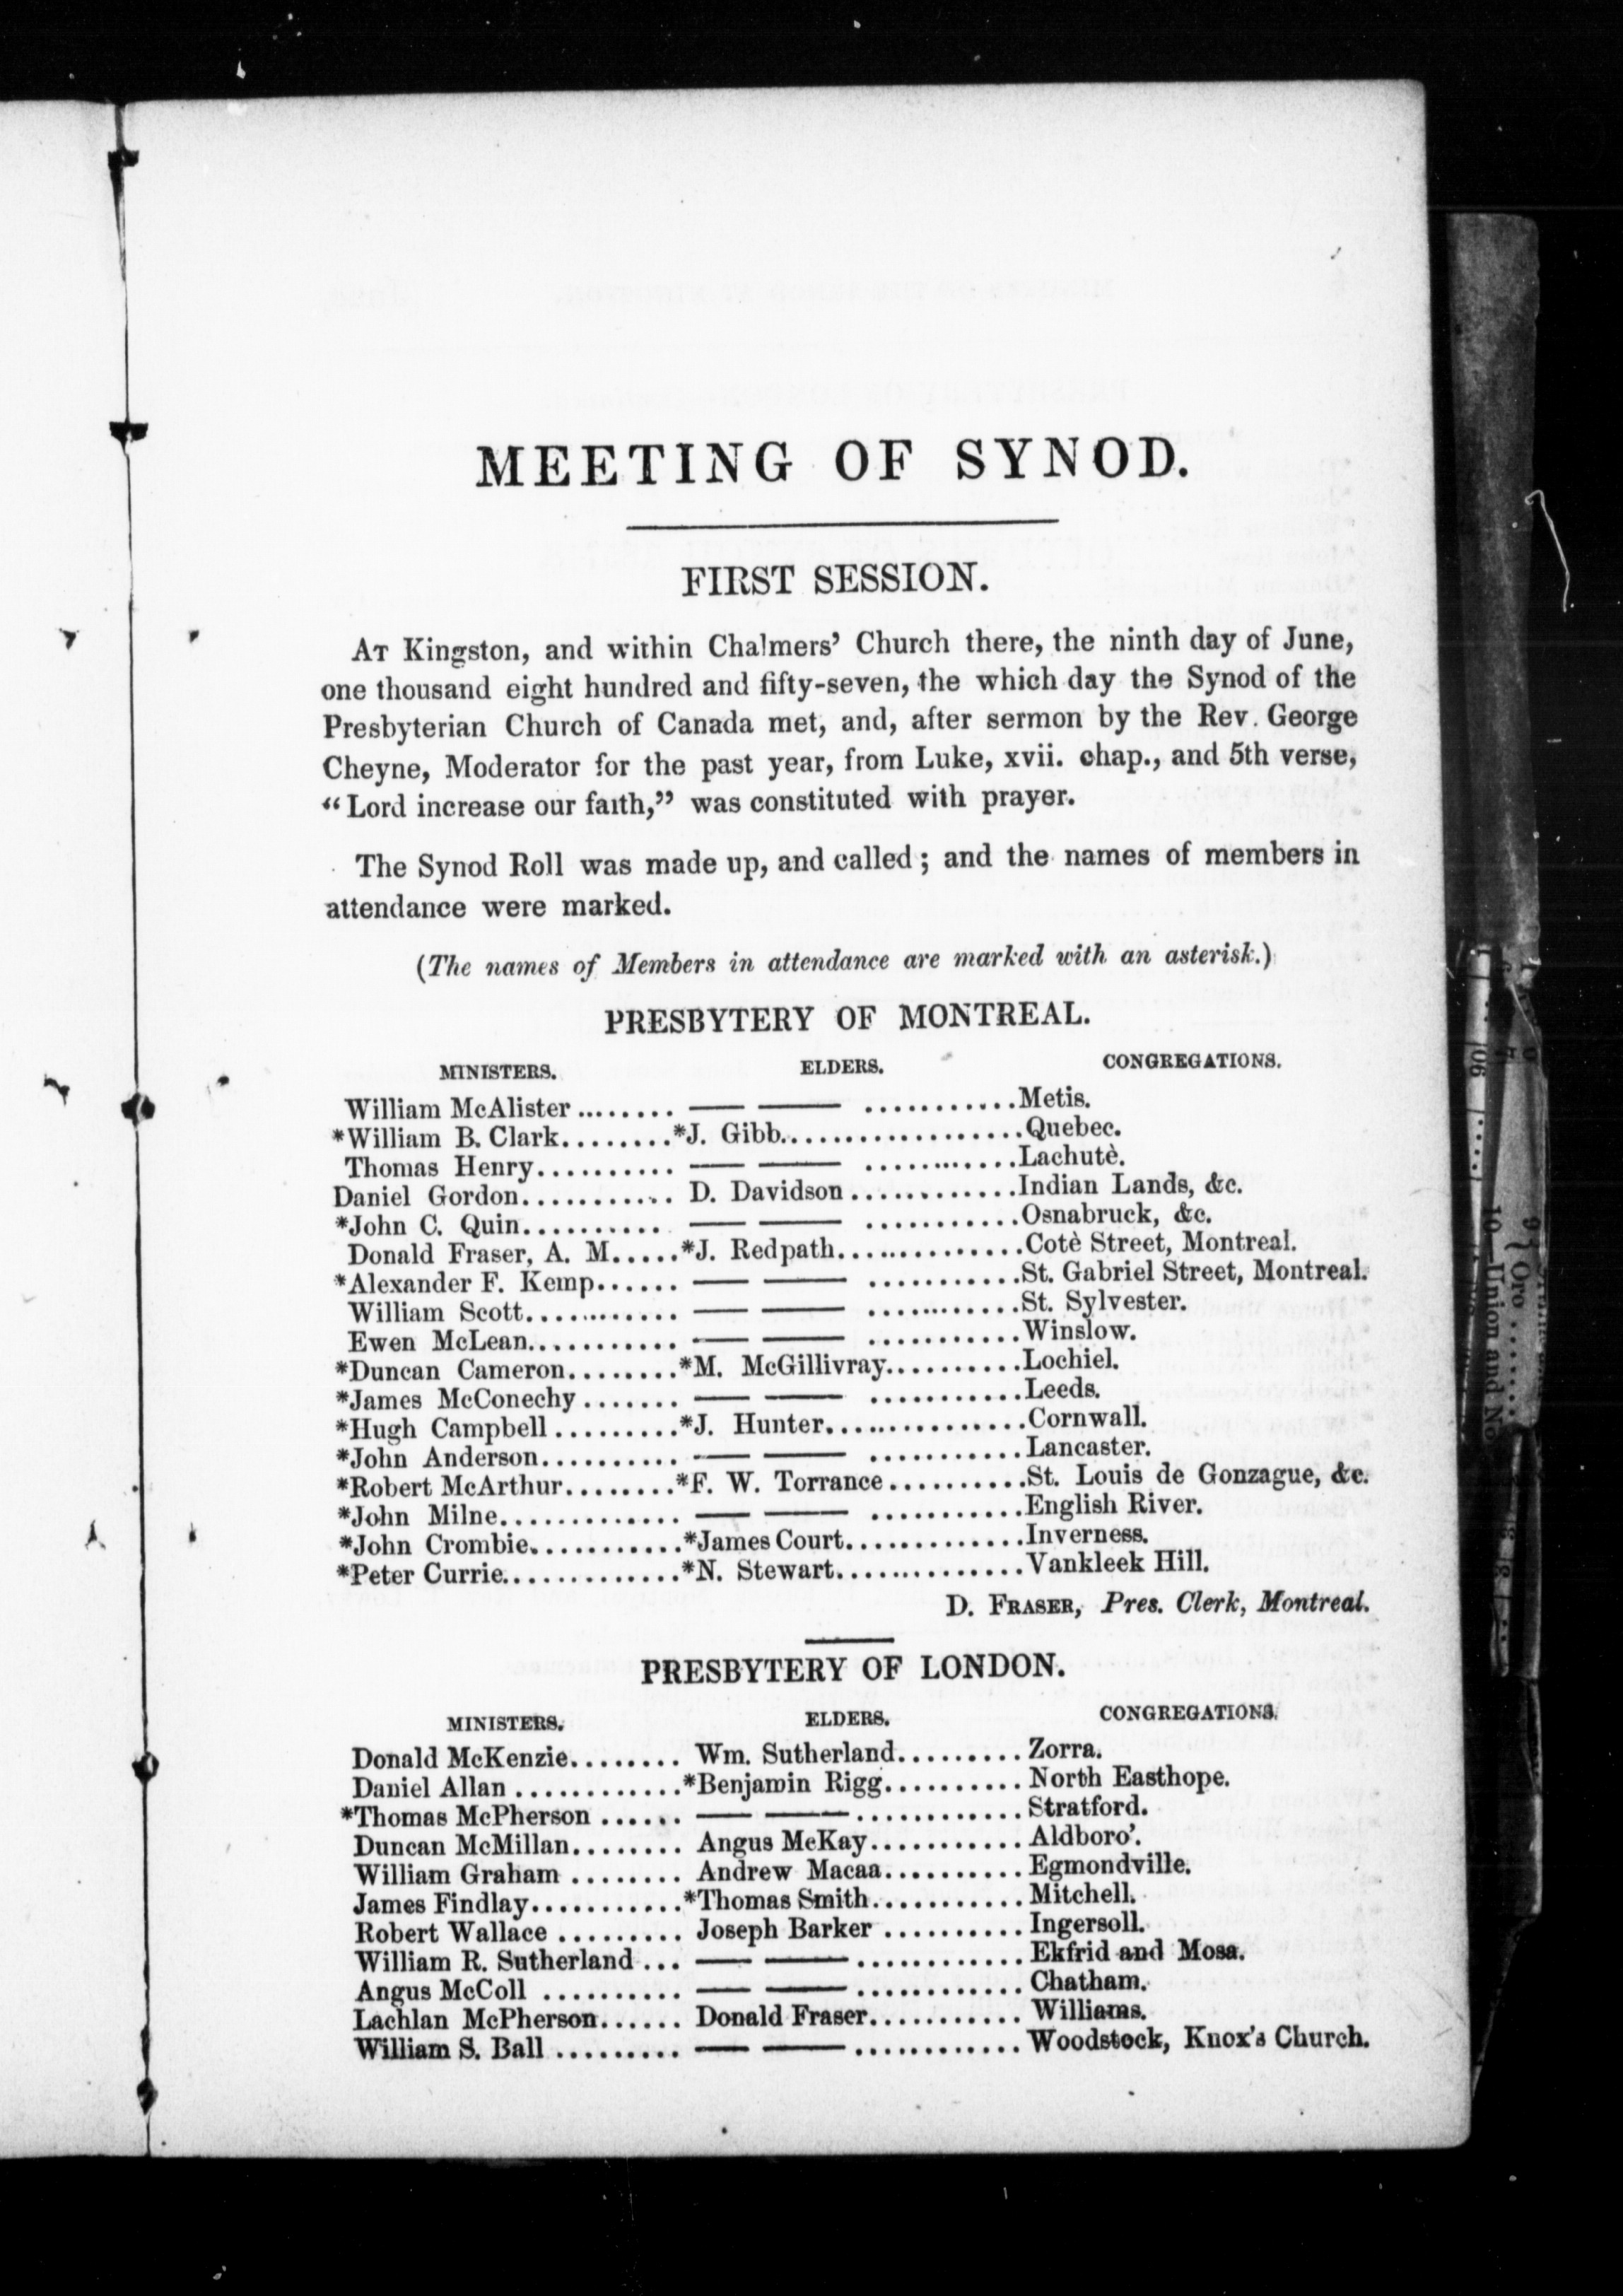 MEETING OF SYNOD.
FIRST SESSION.
AT Kingston, and within Chalmers' Church there, the ninth day of June,
one thousand eight hundred and fifty-seven, the which day the Synod of the
Presbyterian Church of Canada met, and, after sermon by the Rev. George
Cheyne, Moderator for the past year, from Luke, xvii. chap., and 5th verse,
“Lord increase our faith,” was constituted with prayer.
The Synod Roll was made up, and called; and the names of members in
attendance were marked.
(The names of Members in attendance are marked with an asterisk.)
PRESBYTERY OF MONTREAL.
MINISTERS. ELDERS. CONGREGATIONS.
William McAlister........ —— —— ...........Metis.
*William B. Clark........*J. Gibb..................Quebec.
Thomas Henry.......... —— —— ...........Lachutè.
Daniel Gordon........... D. Davidson.............Indian Lands, &c.
*John C. Quin.......... —— —— ...........Osnabruck, &c.
Donald Fraser, A. M.....*J. Redpath..............Cotè Street, Montreal.
*Alexander F. Kemp...... —— —— ...........St. Gabriel Street, Montreal.
William Scott............ —— —— ...........St. Sylvester.
Ewen McLean........... —— —— ...........Winslow.
*Duncan Cameron........*M. McGillivray..........Lochiel.
*James McConechy....... —— —— ...........Leeds.
*Hugh Campbell.........*J. Hunter...............Cornwall.
*John Anderson.......... —— —— ...........Lancaster.
*Robert McArthur........*F. W. Torrance..........St. Louis de Gonzague, &c.
*John Milne............. —— —— ...........English River.
*John Crombie...........*James Court.............Inverness.
*Peter Currie.............*N. Stewart..............Vankleek Hill.
D. FRASER, Pres. Clerk, Montreal.
PRESBYTERY OF LONDON.
MINISTERS. ELDERS. CONGREGATIONS.
Donald McKenzie........ Wm. Sutherland......... Zorra.
Daniel Allan ............*Benjamin Rigg.......... North Easthope.
*Thomas McPherson ...... —— ——............ Stratford.
Duncan McMillan........ Angus McKay........... Aldboro'.
William Graham ........ Andrew Macaa.......... Egmondville.
James Findlay...........*Thomas Smith........... Mitchell.
Robert Wallace ......... Joseph Barker .......... Ingersoll.
William R. Sutherland ... —— ——............ Ekfrid and Mosa.
Angus McColl .......... —— ——............ Chatham.
Lachlan McPherson...... Donald Fraser........... Williams.
William S. Ball ......... —— ——............ Woodstock, Knox's Church.